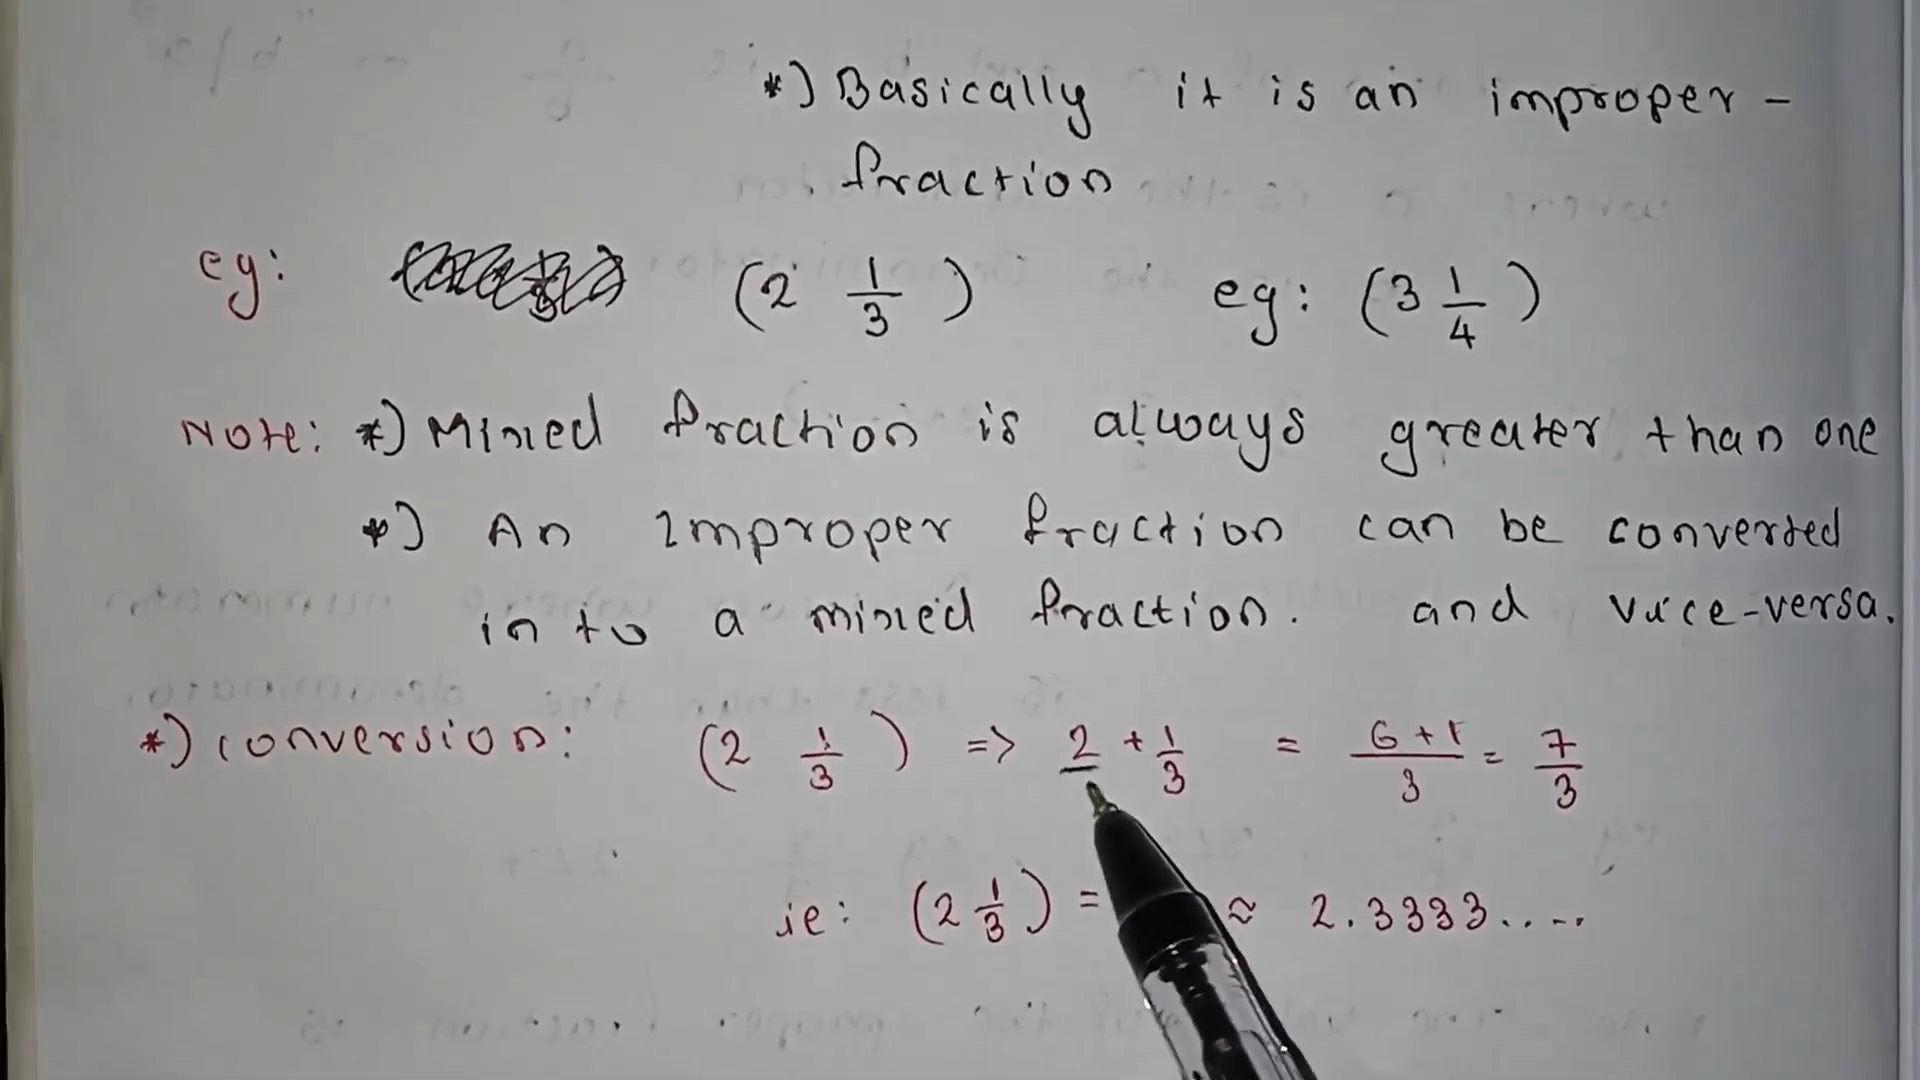 *) Basically it is an improper -
fraction
eg: (2 1/3) eg: (3 1/4)
Note: *) Mixed fraction is always greater than one
*) An Improper fraction can be converted
in to a mixed fraction. and vice-versa.
*) conversion: (2 1/3) => 2 + 1/3 = 6+1/3 = 7/3
ie: (2 1/3) = ≈ 2.3333.....